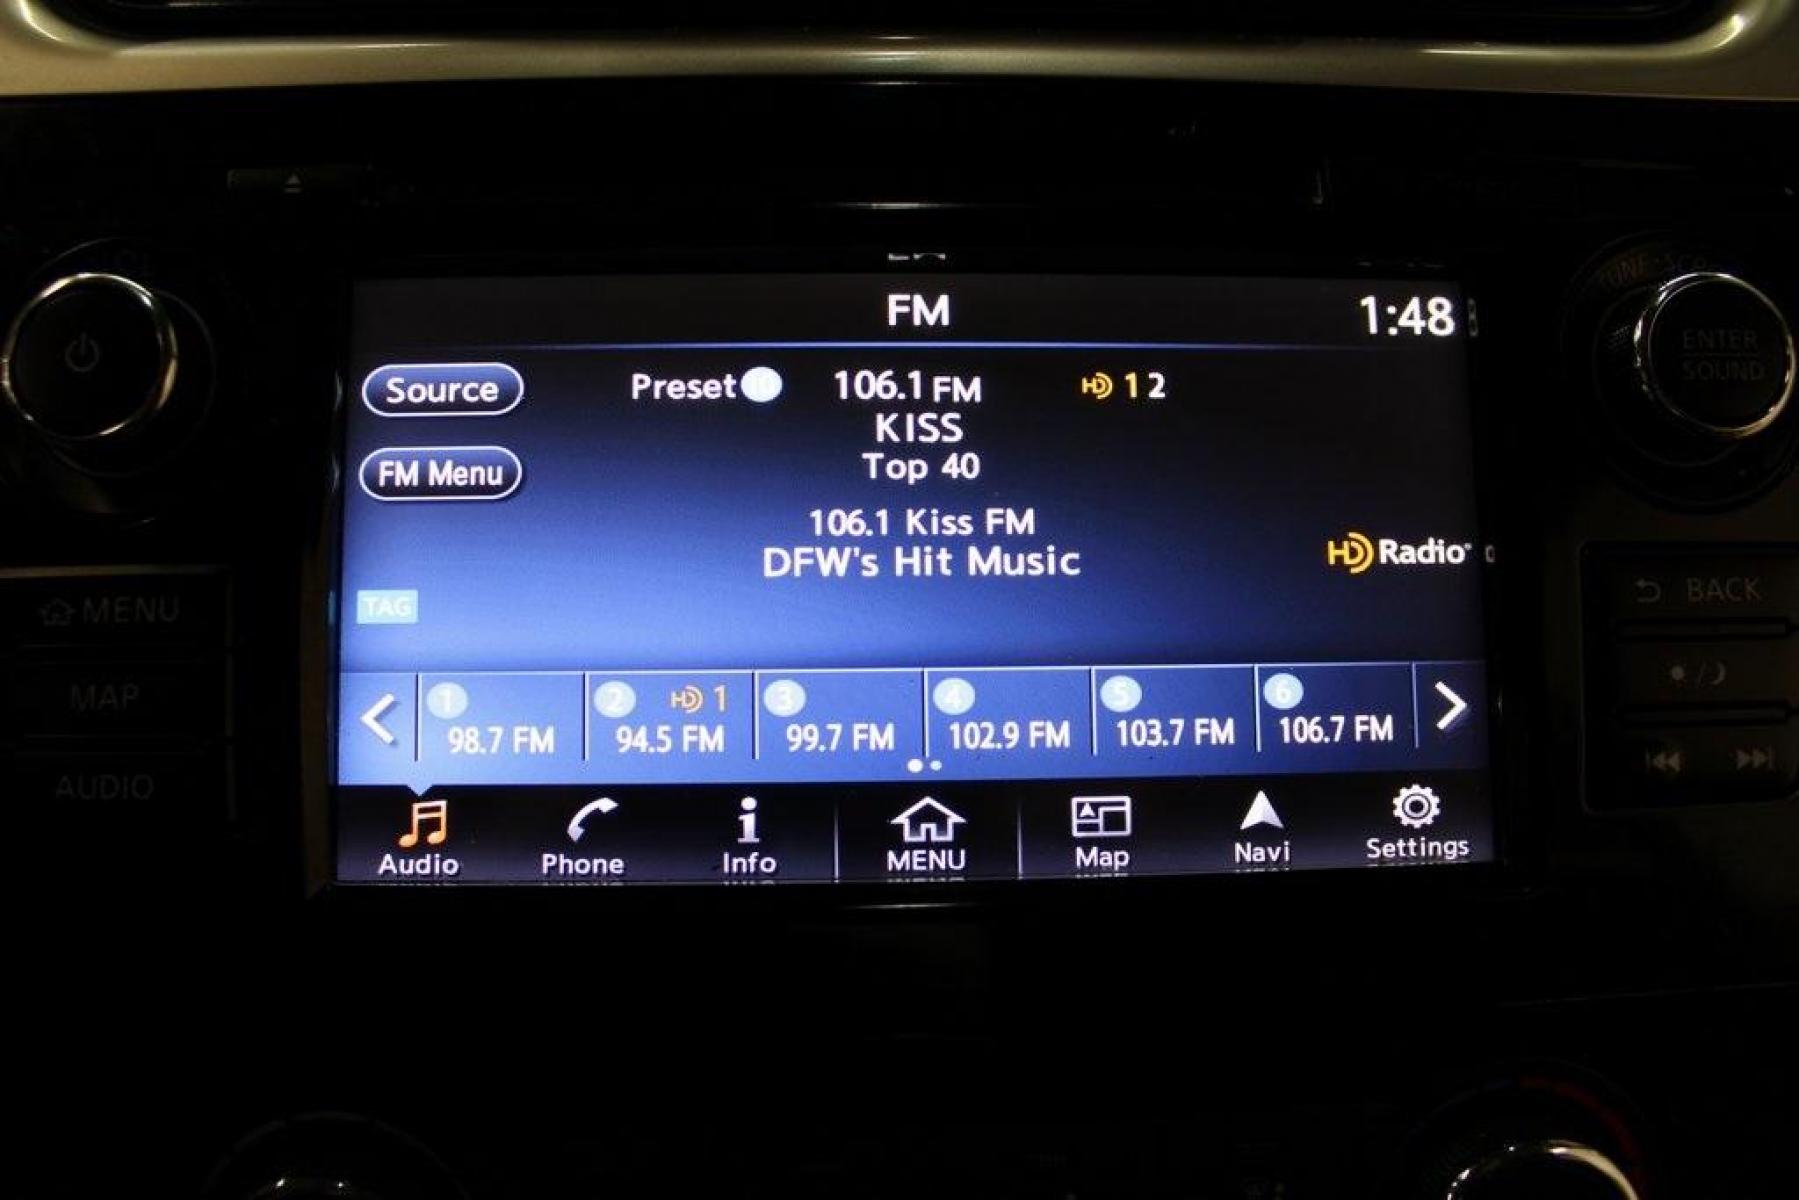 FM
1:48
Source
Preset
106.1 FM
HD 1 2
KISS
Top 40
FM Menu
106.1 Kiss FM
DFW's Hit Music
HD Radio
TAG
1
98.7 FM
2
HD 1
94.5 FM
3
99.7 FM
4
102.9 FM
5
103.7 FM
6
106.7 FM
Audio
Phone
Info
MENU
Map
Navi
Settings
MENU
MAP
AUDIO
ENTER
SOUND
BACK